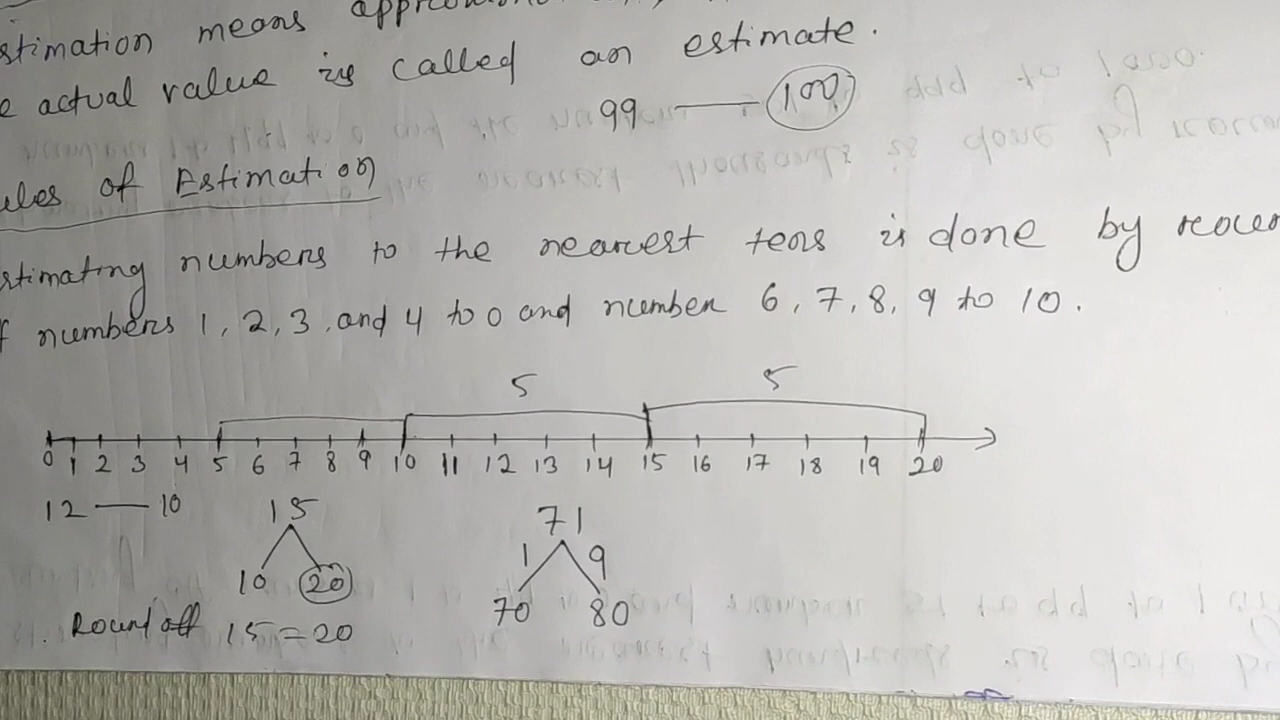 stimation means
e actual value is called an estimate.
99 — 100
ules of Estimation
stimating numbers to the nearest tens is done by
f numbers 1, 2, 3, and 4 to 0 and number 6, 7, 8, 9 to 10.
5 5
0 1 2 3 4 5 6 7 8 9 10 11 12 13 14 15 16 17 18 19 20
12 — 10 15 71
1 9
10 20 70 80
. Round off 15 = 20